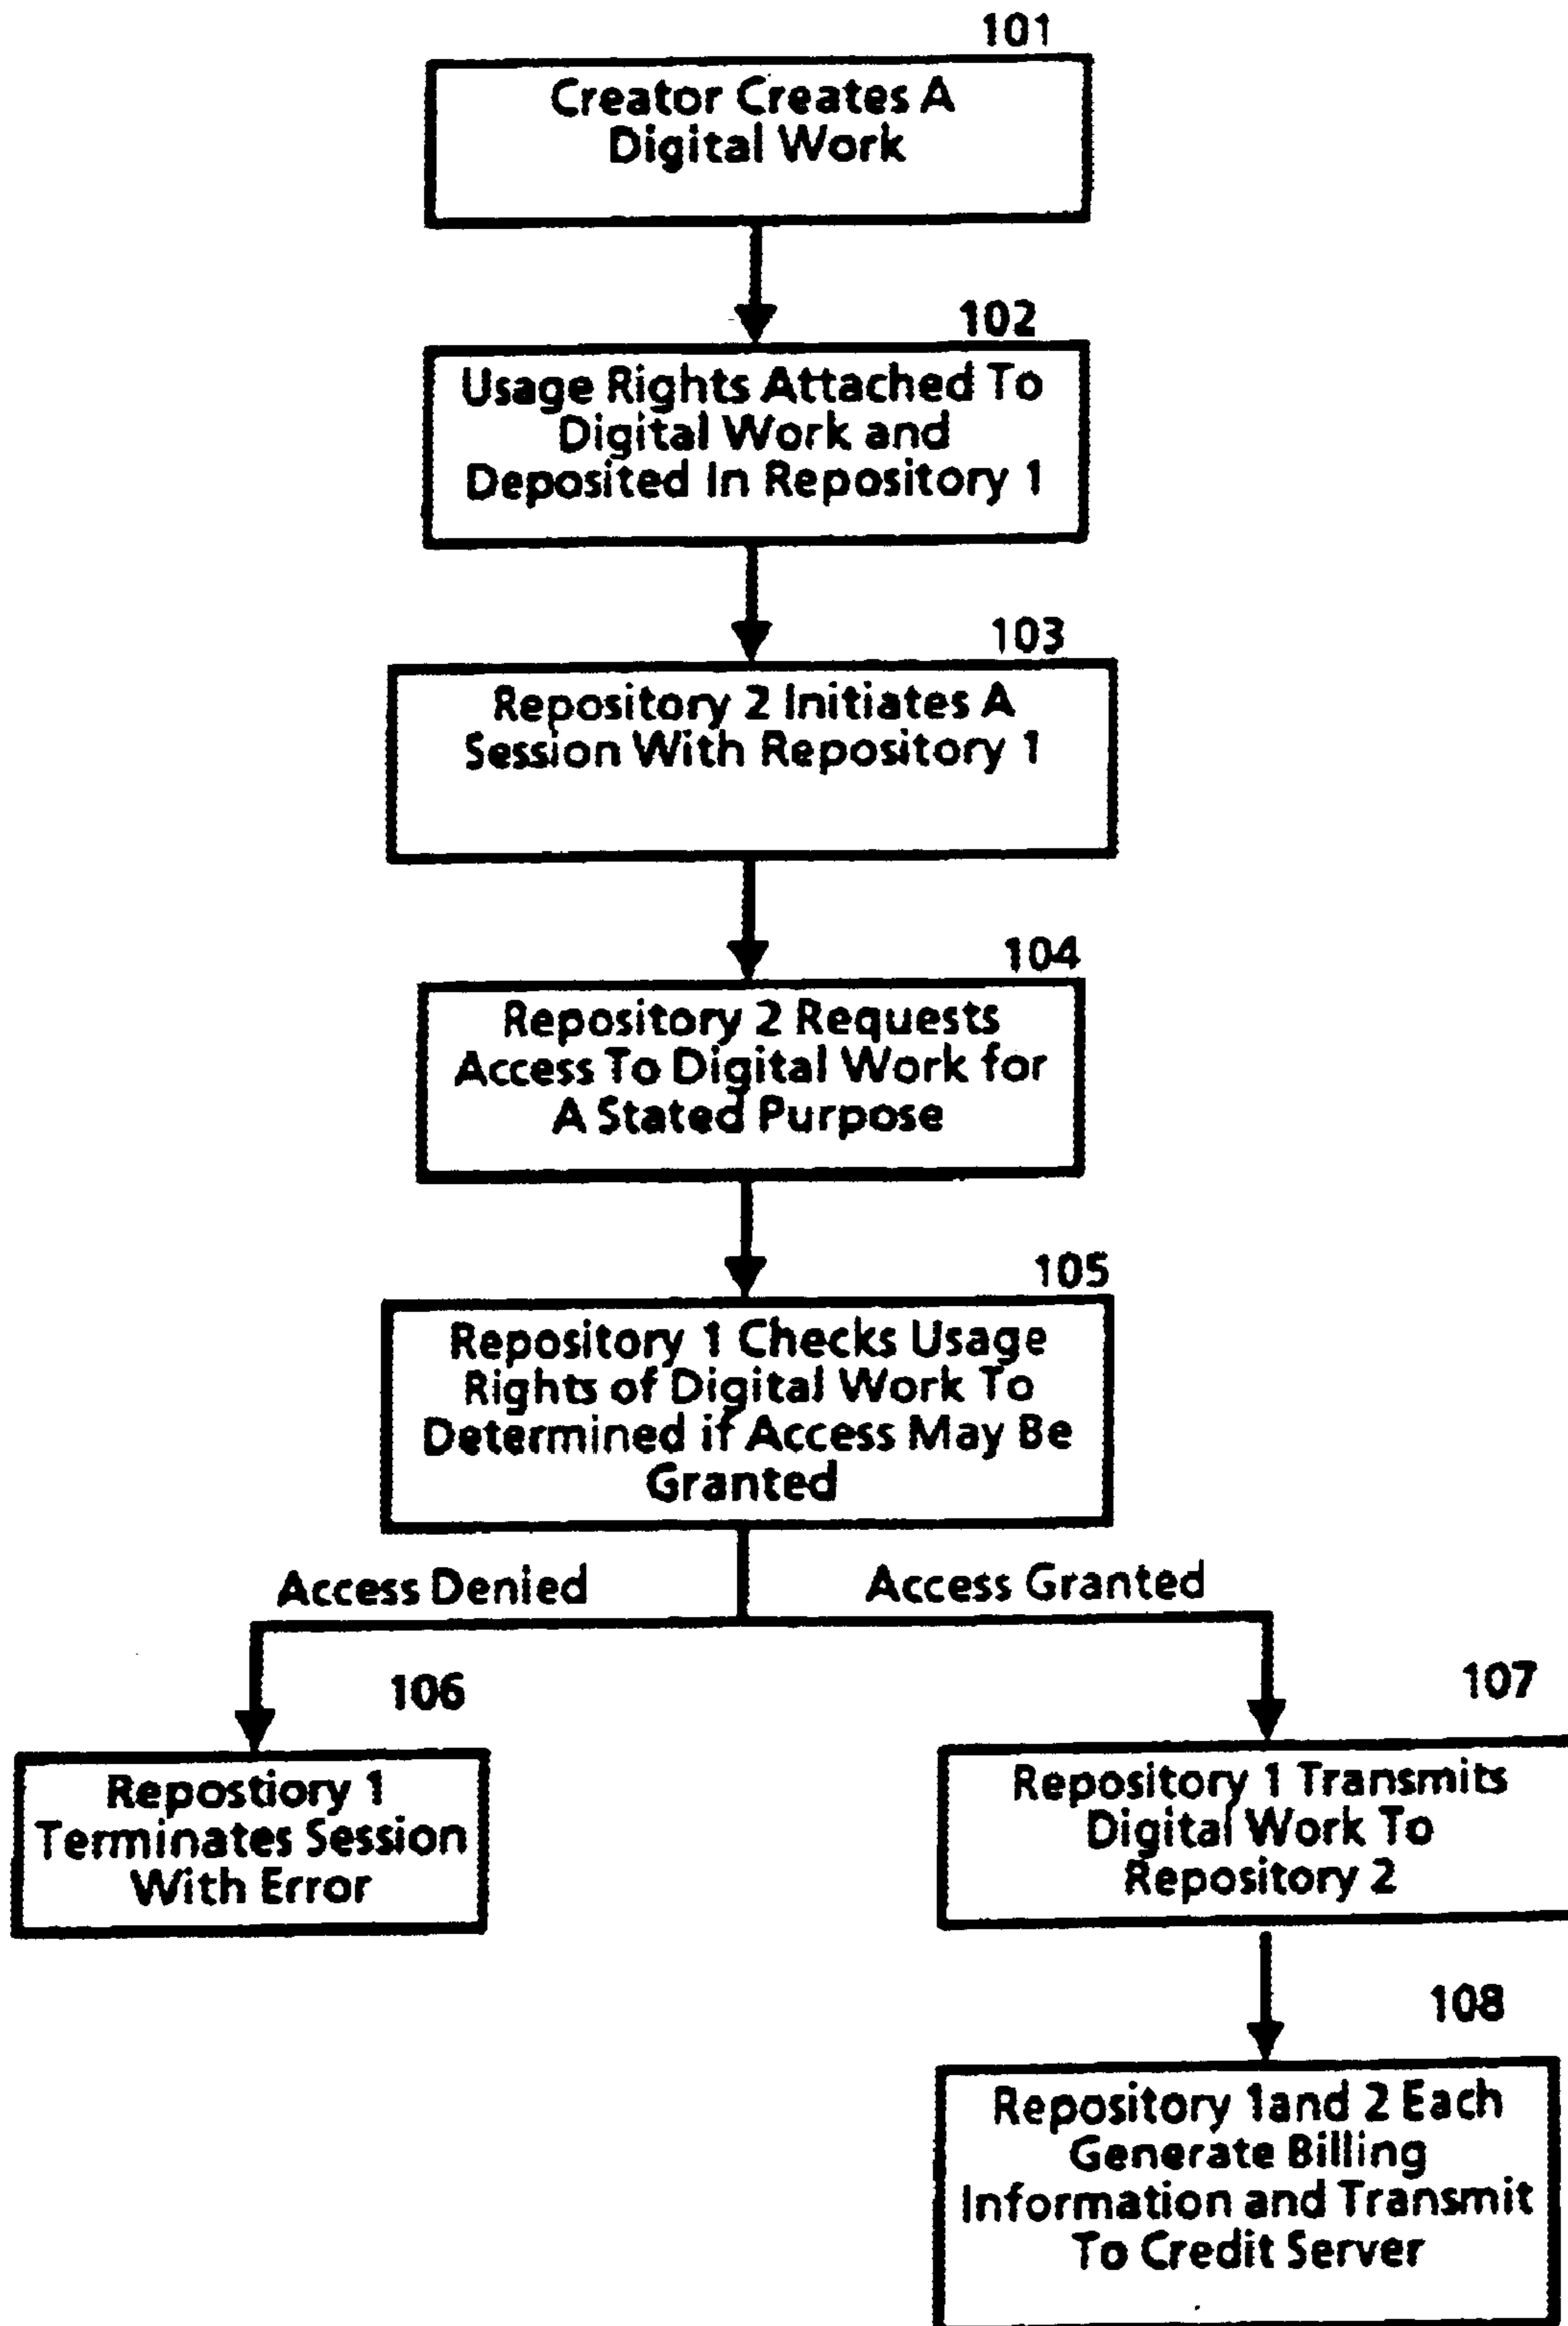 101
Creator Creates A
Digital Work
102
Usage Rights Attached To
Digital Work and
Deposited In Repository 1
103
Repository 2 Initiates A
Session With Repository 1
104
Repository 2 Requests
Access To Digital Work for
A Stated Purpose
105
Repository 1 Checks Usage
Rights of Digital Work To
Determined if Access May Be
Granted
Access Denied
Access Granted
106
Repostiory 1
Terminates Session
With Error
107
Repository 1 Transmits
Digital Work To
Repository 2
108
Repository 1and 2 Each
Generate Billing
Information and Transmit
To Credit Server